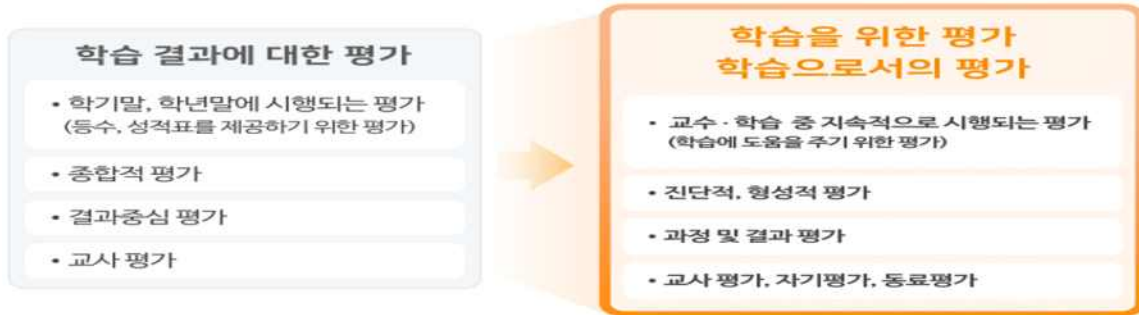 학습 결과에 대한 평가
• 학기말, 학년말에 시행되는 평가
(등수, 성적표를 제공하기 위한 평가)
• 종합적 평가
• 결과중심 평가
• 교사 평가
학습을 위한 평가
학습으로서의 평가
• 교수 · 학습 중 지속적으로 시행되는 평가
(학습에 도움을 주기 위한 평가)
• 진단적, 형성적 평가
• 과정 및 결과 평가
• 교사 평가, 자기평가, 동료평가